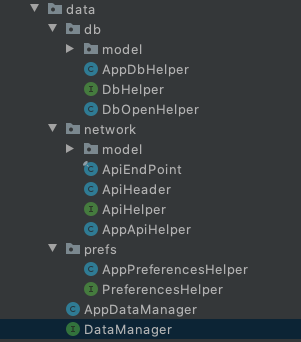 data
db
model
C AppDbHelper
I DbHelper
C DbOpenHelper
network
model
C ApiEndPoint
C ApiHeader
I ApiHelper
C AppApiHelper
prefs
C AppPreferencesHelper
I PreferencesHelper
C AppDataManager
I DataManager